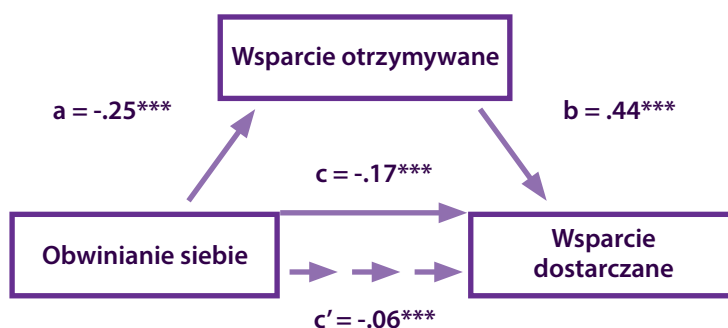 Wsparcie otrzymywane
a = -.25***
b = .44***
c = -.17***
Obwinianie siebie
Wsparcie
dostarczane
c’ = -.06***